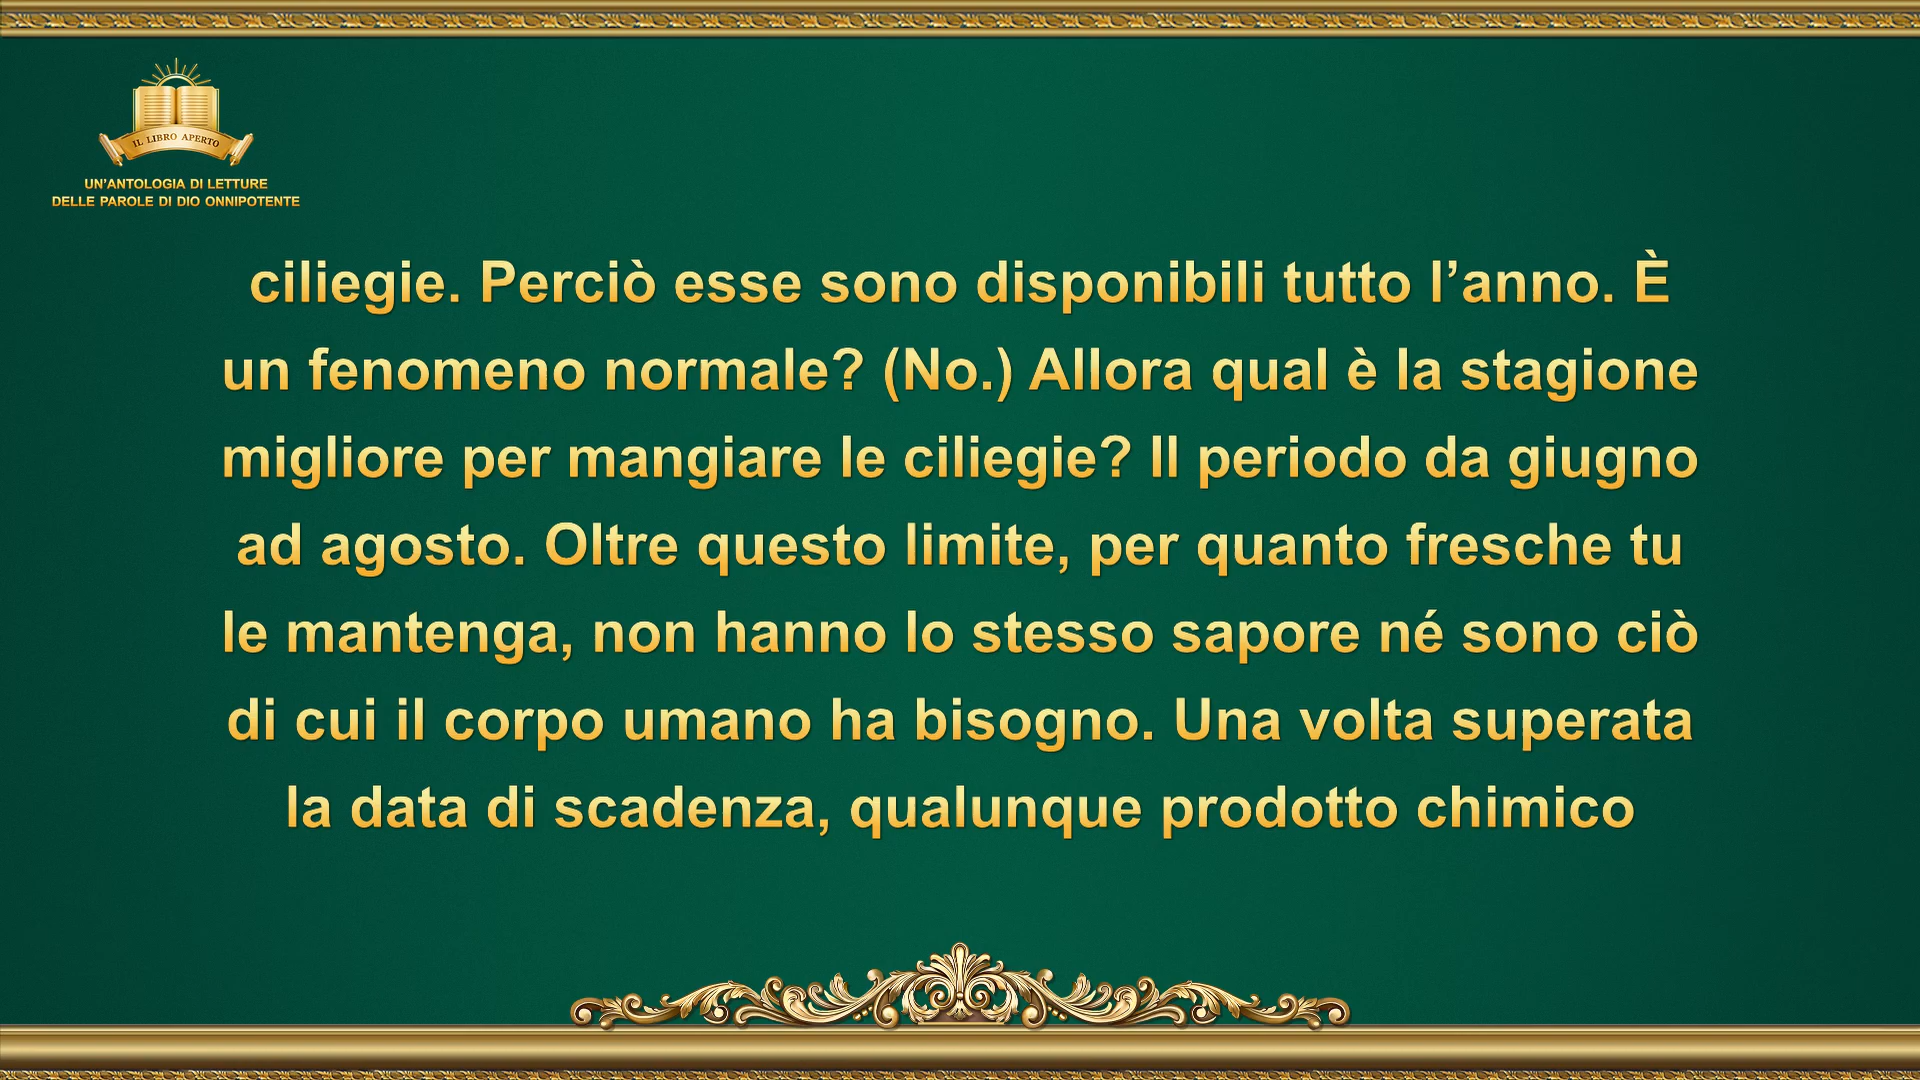 IL LIBRO APERTO
UN’ANTOLOGIA DI LETTURE
DELLE PAROLE DI DIO ONNIPOTENTE
ciliegie. Perciò esse sono disponibili tutto l’anno. È
un fenomeno normale? (No.) Allora qual è la stagione
migliore per mangiare le ciliegie? Il periodo da giugno
ad agosto. Oltre questo limite, per quanto fresche tu
le mantenga, non hanno lo stesso sapore né sono ciò
di cui il corpo umano ha bisogno. Una volta superata
la data di scadenza, qualunque prodotto chimico